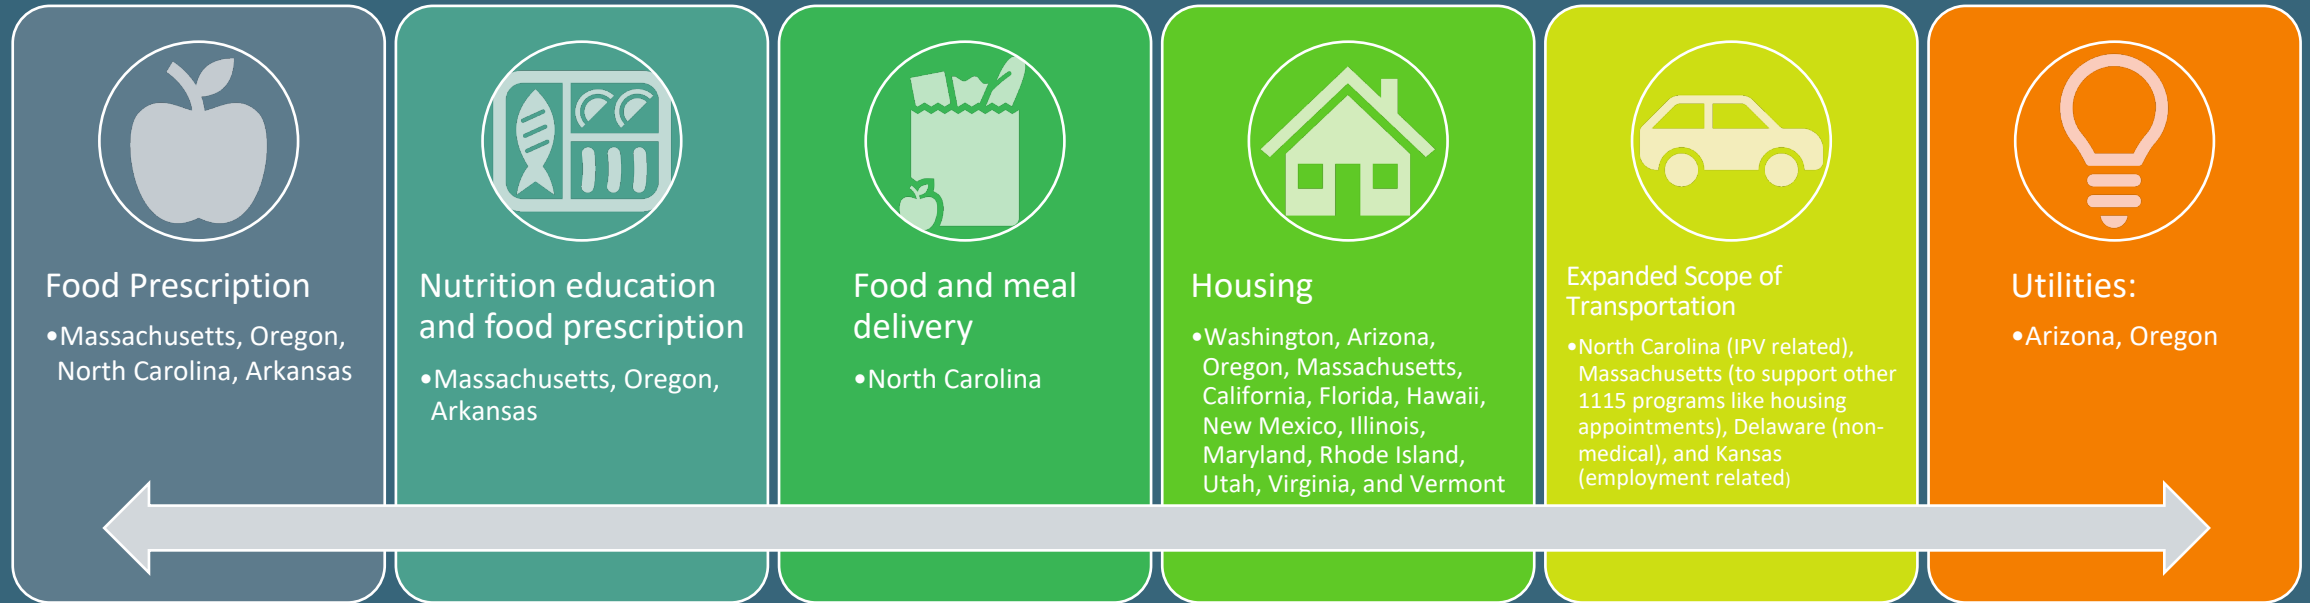 Food Prescription
•Massachusetts, Oregon,
North Carolina, Arkansas
Nutrition education
and food prescription
•Massachusetts, Oregon,
Arkansas
Food and meal
delivery
•North Carolina
Housing
•Washington, Arizona,
Oregon, Massachusetts,
California, Florida, Hawaii,
New Mexico, Illinois,
Maryland, Rhode Island,
Utah, Virginia, and Vermont
Expanded Scope of
Transportation
•North Carolina (IPV related),
Massachusetts (to support other
1115 programs like housing
appointments), Delaware (non-
medical), and Kansas
(employment related)
Utilities:
•Arizona, Oregon